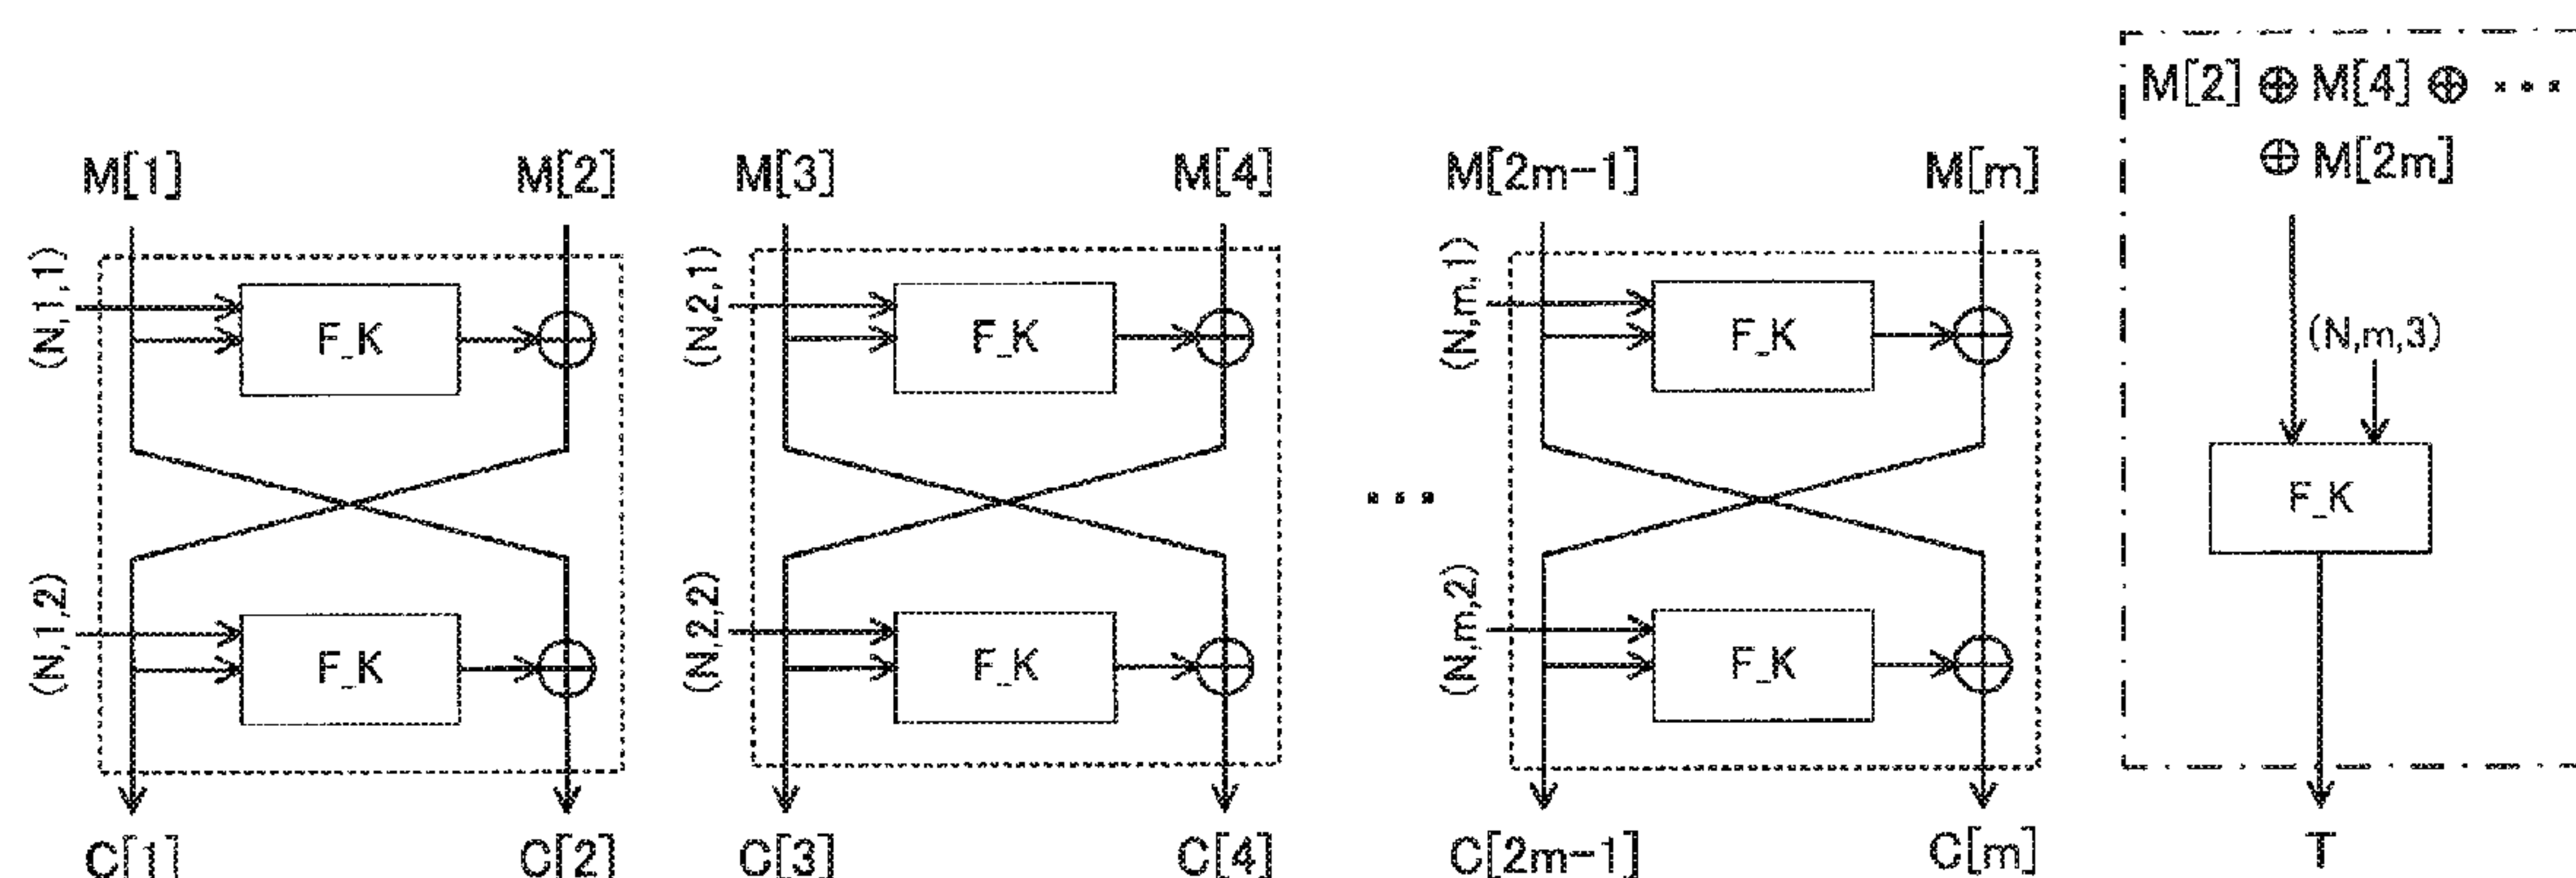 M[2] ⊕ M[4] ⊕ ･･･
⊕ M[2m]
M[1] M[2] M[3] M[4] M[2m-1] M[m]
(N,1,1) F_K (N,2,1) F_K (N,m,1) F_K
(N,m,3)
･･･ F_K
(N,1,2) F_K (N,2,2) F_K (N,m,2) F_K
C[1] C[2] C[3] C[4] C[2m-1] C[m] T